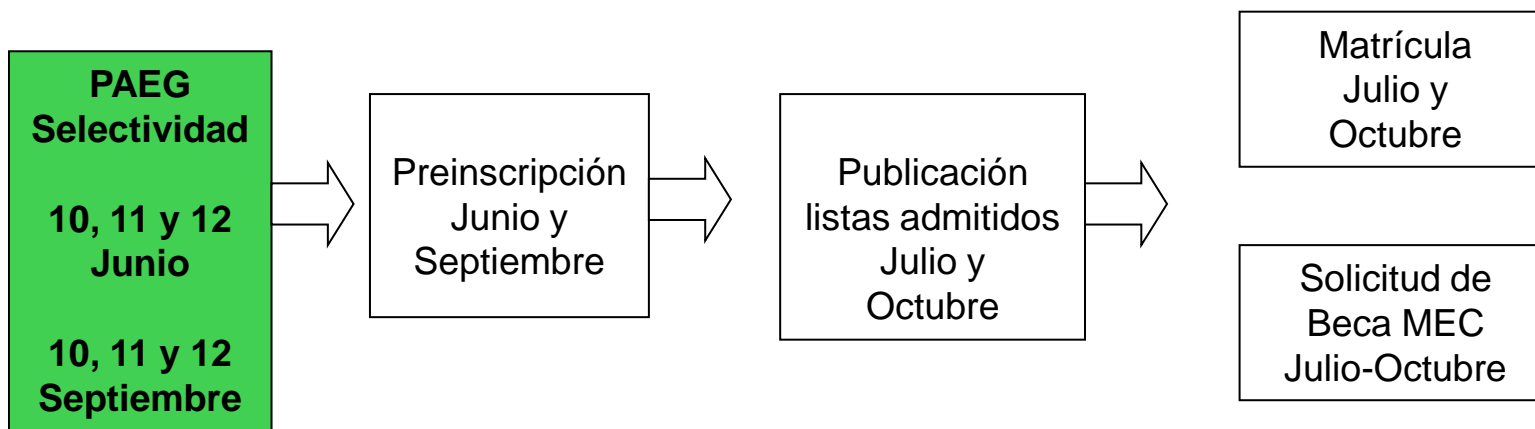 PAEG
Selectividad
10, 11 y 12
Junio
10, 11 y 12
Septiembre
Preinscripción
Junio y
Septiembre
Publicación
listas admitidos
Julio y
Octubre
Matrícula
Julio y
Octubre
Solicitud de
Beca MEC
Julio-Octubre